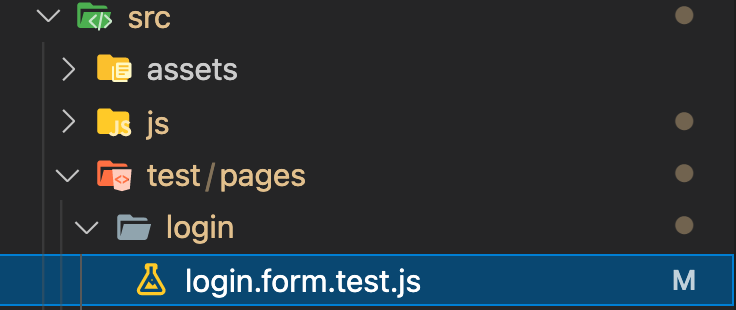 src
assets
js
test/pages
login
login.form.test.js M